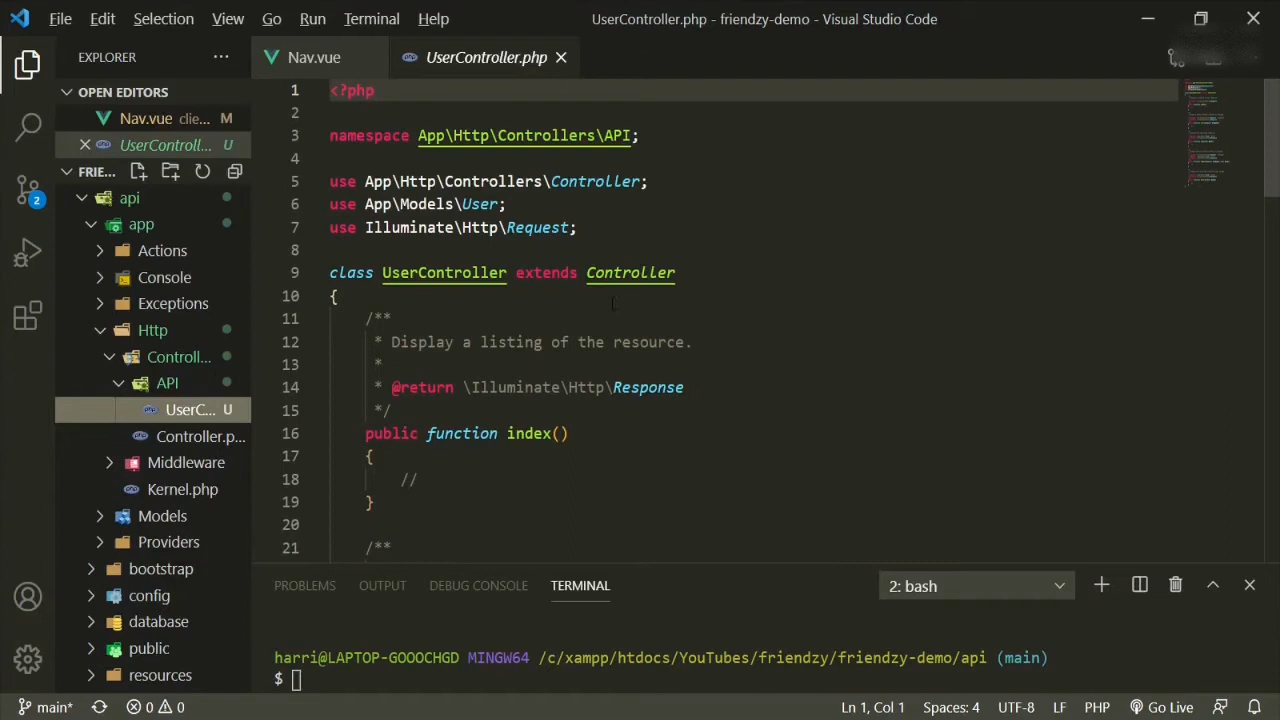 File Edit Selection View Go Run Terminal Help
UserController.php - friendzy-demo - Visual Studio Code
EXPLORER ...
Nav.vue
UserController.php
OPEN EDITORS
Nav.vue clie... M
UserControll... U
FRIE...
api
app
Actions
Console
Exceptions
Http
Controll...
API
UserC... U
Controller.p...
Middleware
Kernel.php
Models
Providers
bootstrap
config
database
public
resources
2
1 <?php
2
3 namespace App\Http\Controllers\API;
4
5 use App\Http\Controllers\Controller;
6 use App\Models\User;
7 use Illuminate\Http\Request;
8
9 class UserController extends Controller
10 {
11 /**
12 * Display a listing of the resource.
13 *
14 * @return \Illuminate\Http\Response
15 */
16 public function index()
17 {
18 //
19 }
20
21 /**
PROBLEMS OUTPUT DEBUG CONSOLE TERMINAL
2: bash
harri@LAPTOP-GOOOCHGD MINGW64 /c/xampp/htdocs/YouTubes/friendzy/friendzy-demo/api (main)
$
main* 0 0
Ln 1, Col 1 Spaces: 4 UTF-8 LF PHP Go Live